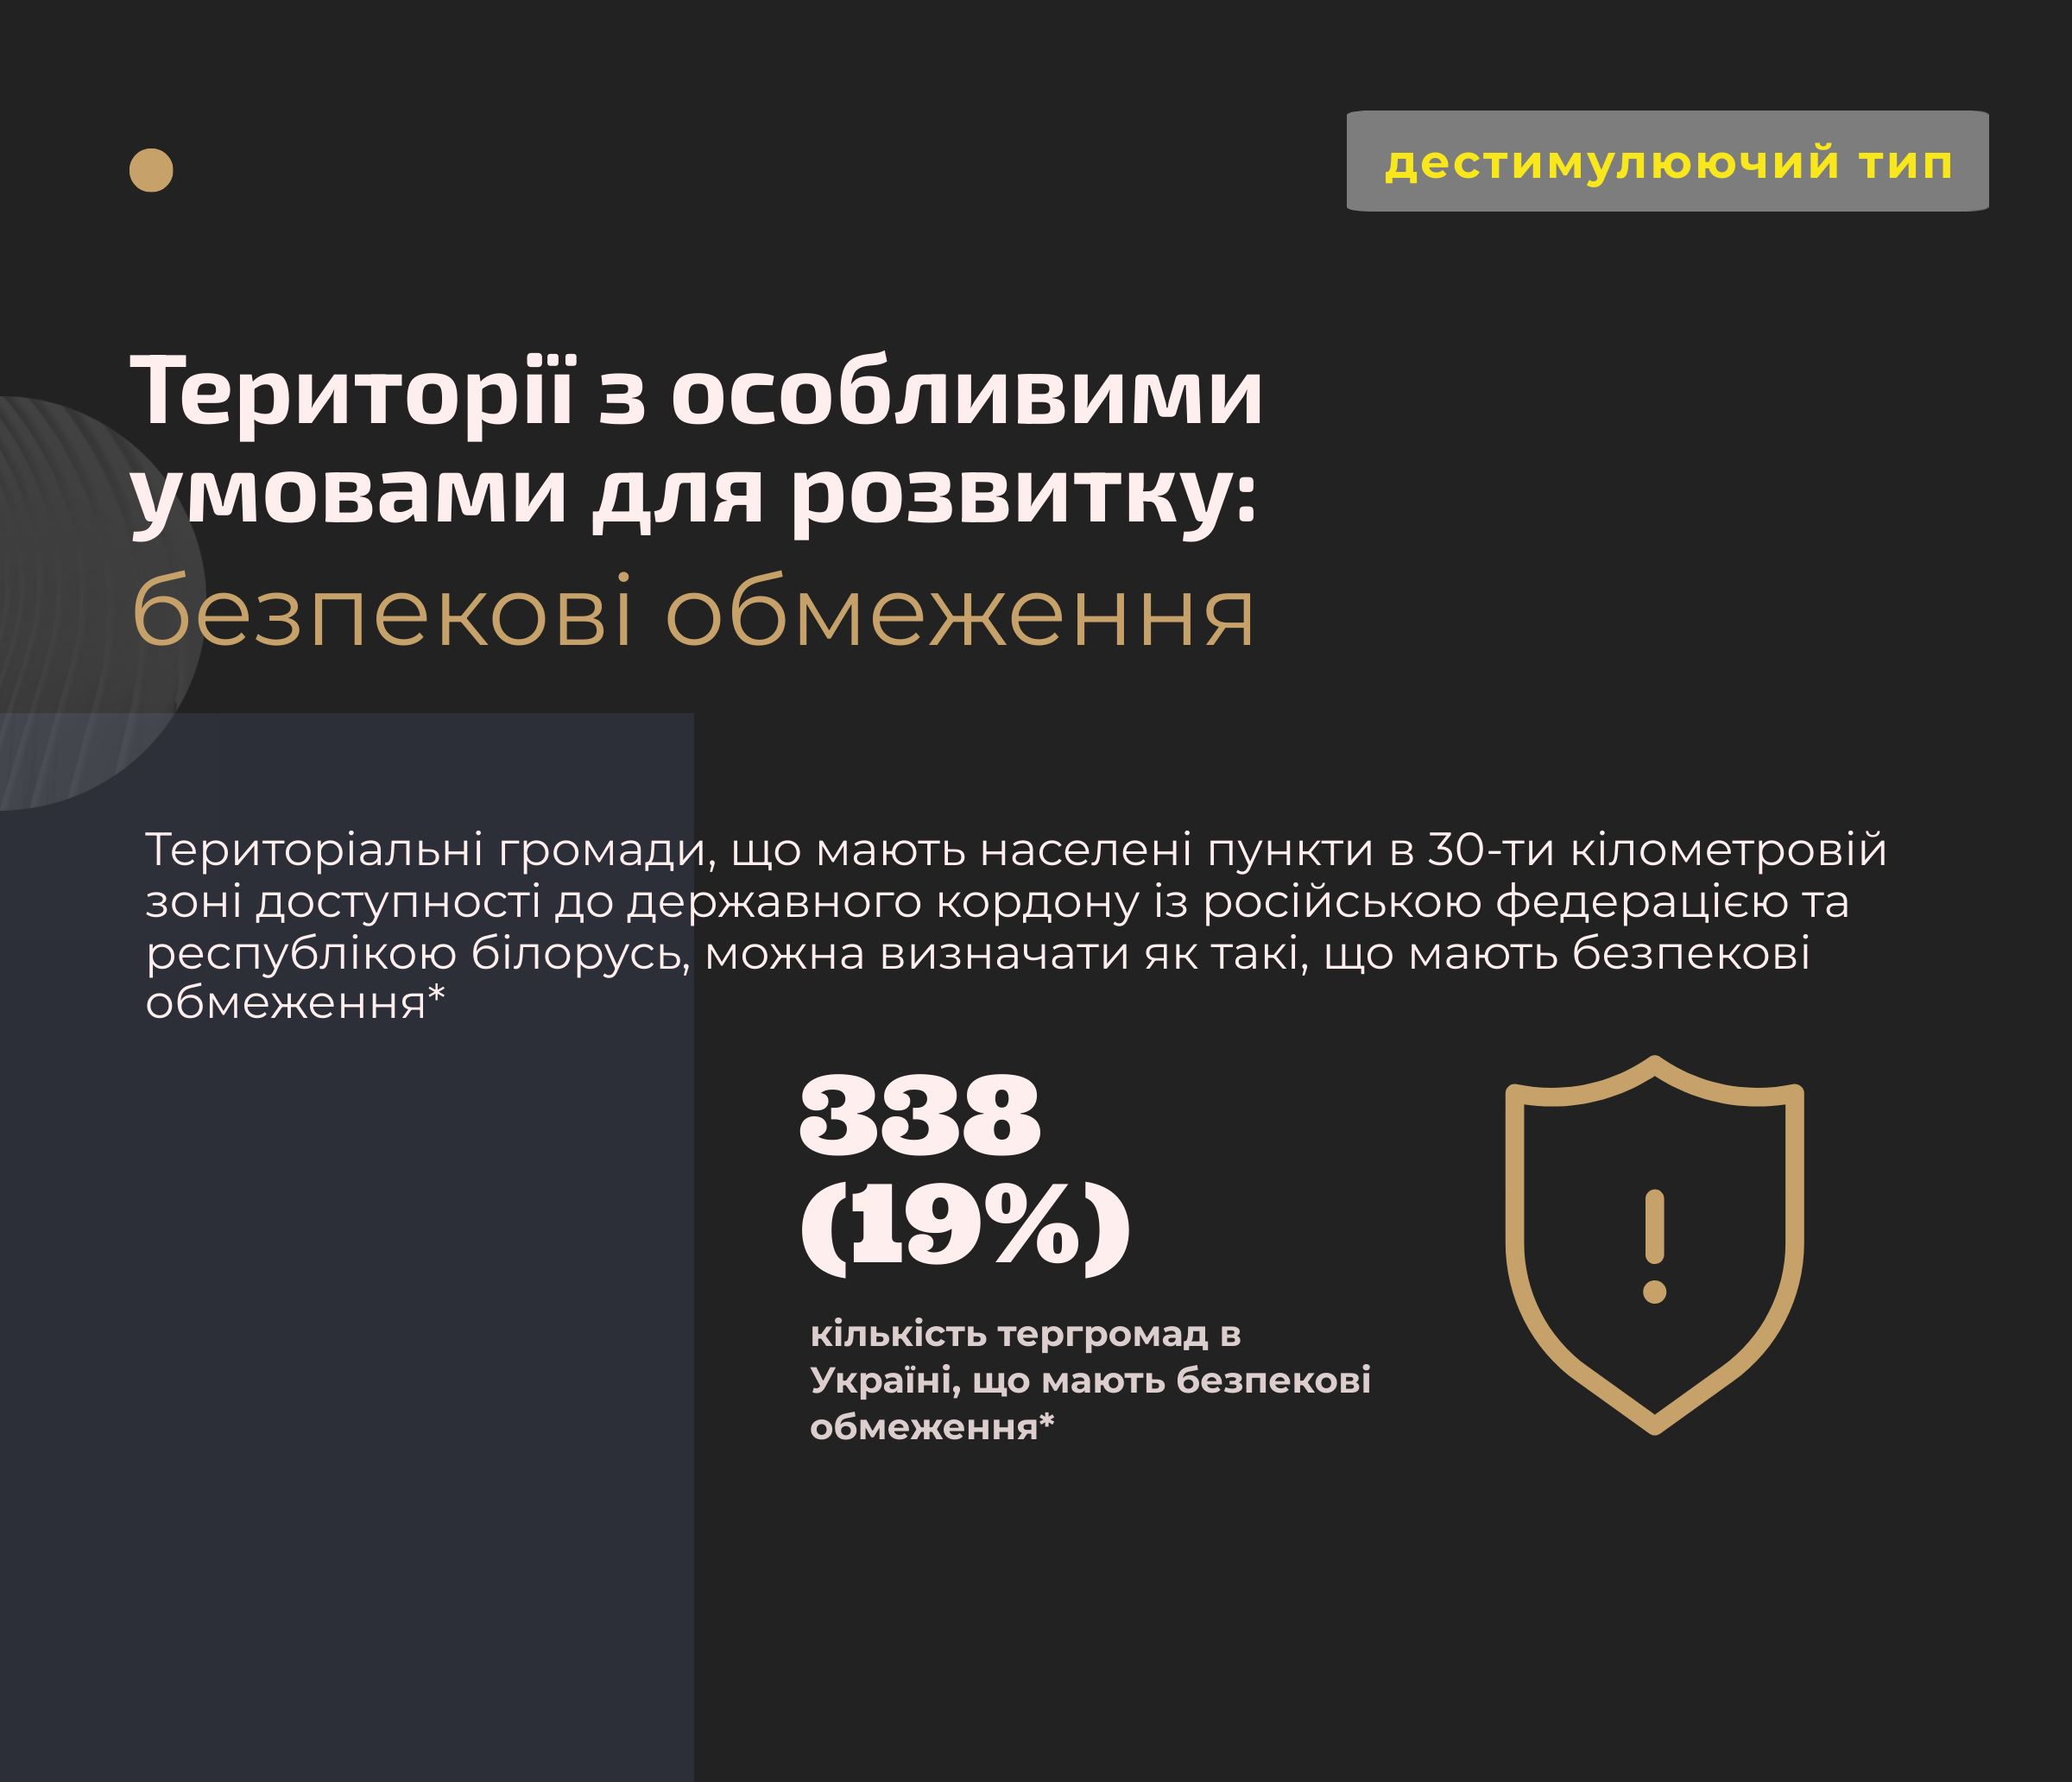 дестимулюючий тип
Території з особливими
умовами для розвитку:
безпекові обмеження
Територіальні громади, що мають населені пункти в 30-ти кілометровій
зоні доступності до державного кордону із російською федерацією та
республікою білорусь, можна визначати як такі, що мають безпекові
обмеження*
338
(19%)
кількість тергромад в
Україні, що мають безпекові
обмеження*